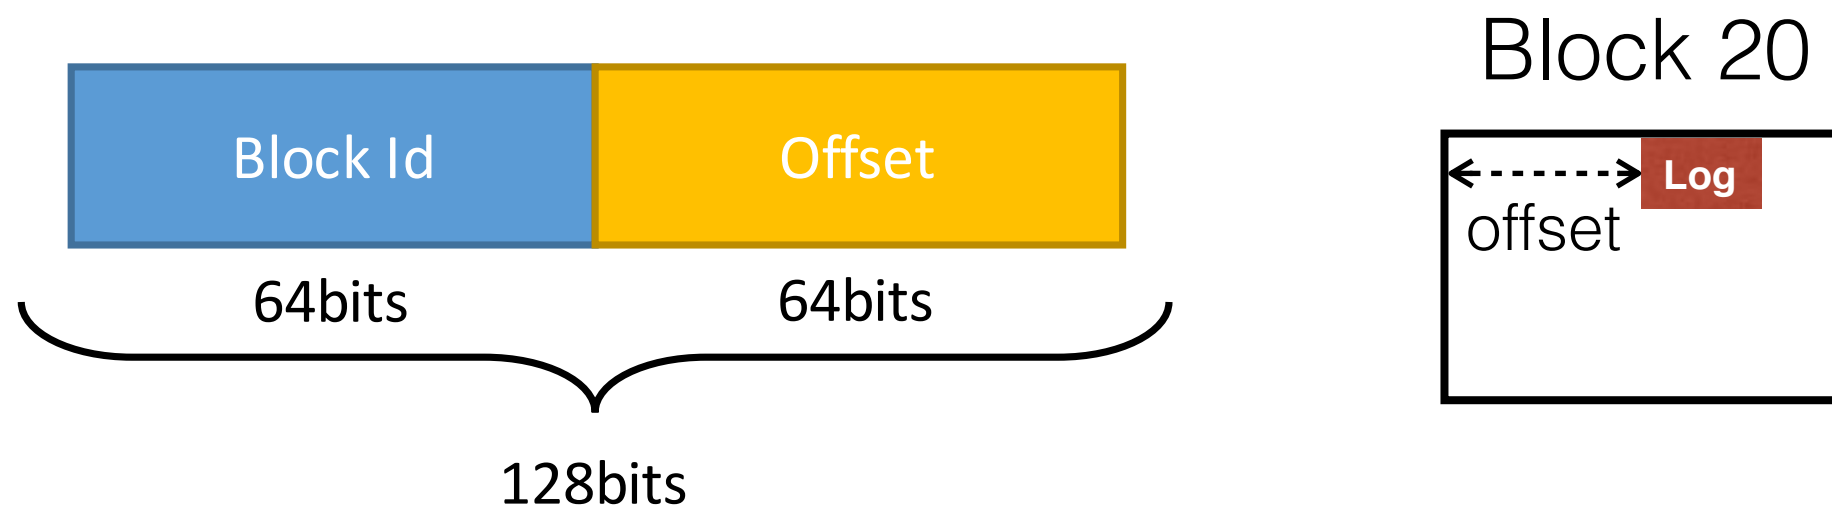 Block Id
Offset
64bits
64bits
128bits
Block 20
Log
offset